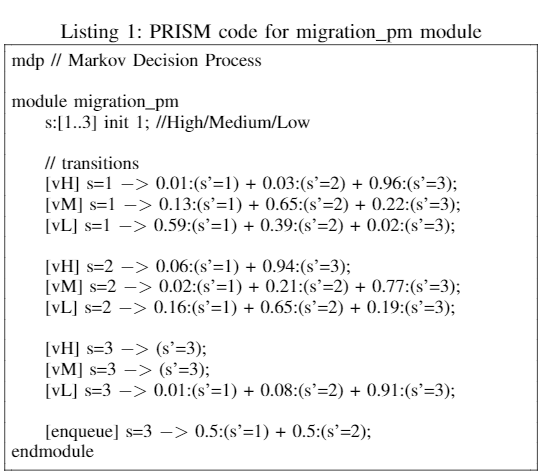 Listing 1: PRISM code for migration_pm module
mdp // Markov Decision Process
module migration_pm
s:[1..3] init 1; //High/Medium/Low
// transitions
[vH] s=1 −> 0.01:(s’=1) + 0.03:(s’=2) + 0.96:(s’=3);
[vM] s=1 −> 0.13:(s’=1) + 0.65:(s’=2) + 0.22:(s’=3);
[vL] s=1 −> 0.59:(s’=1) + 0.39:(s’=2) + 0.02:(s’=3);
[vH] s=2 −> 0.06:(s’=1) + 0.94:(s’=3);
[vM] s=2 −> 0.02:(s’=1) + 0.21:(s’=2) + 0.77:(s’=3);
[vL] s=2 −> 0.16:(s’=1) + 0.65:(s’=2) + 0.19:(s’=3);
[vH] s=3 −> (s’=3);
[vM] s=3 −> (s’=3);
[vL] s=3 −> 0.01:(s’=1) + 0.08:(s’=2) + 0.91:(s’=3);
[enqueue] s=3 −> 0.5:(s’=1) + 0.5:(s’=2);
endmodule